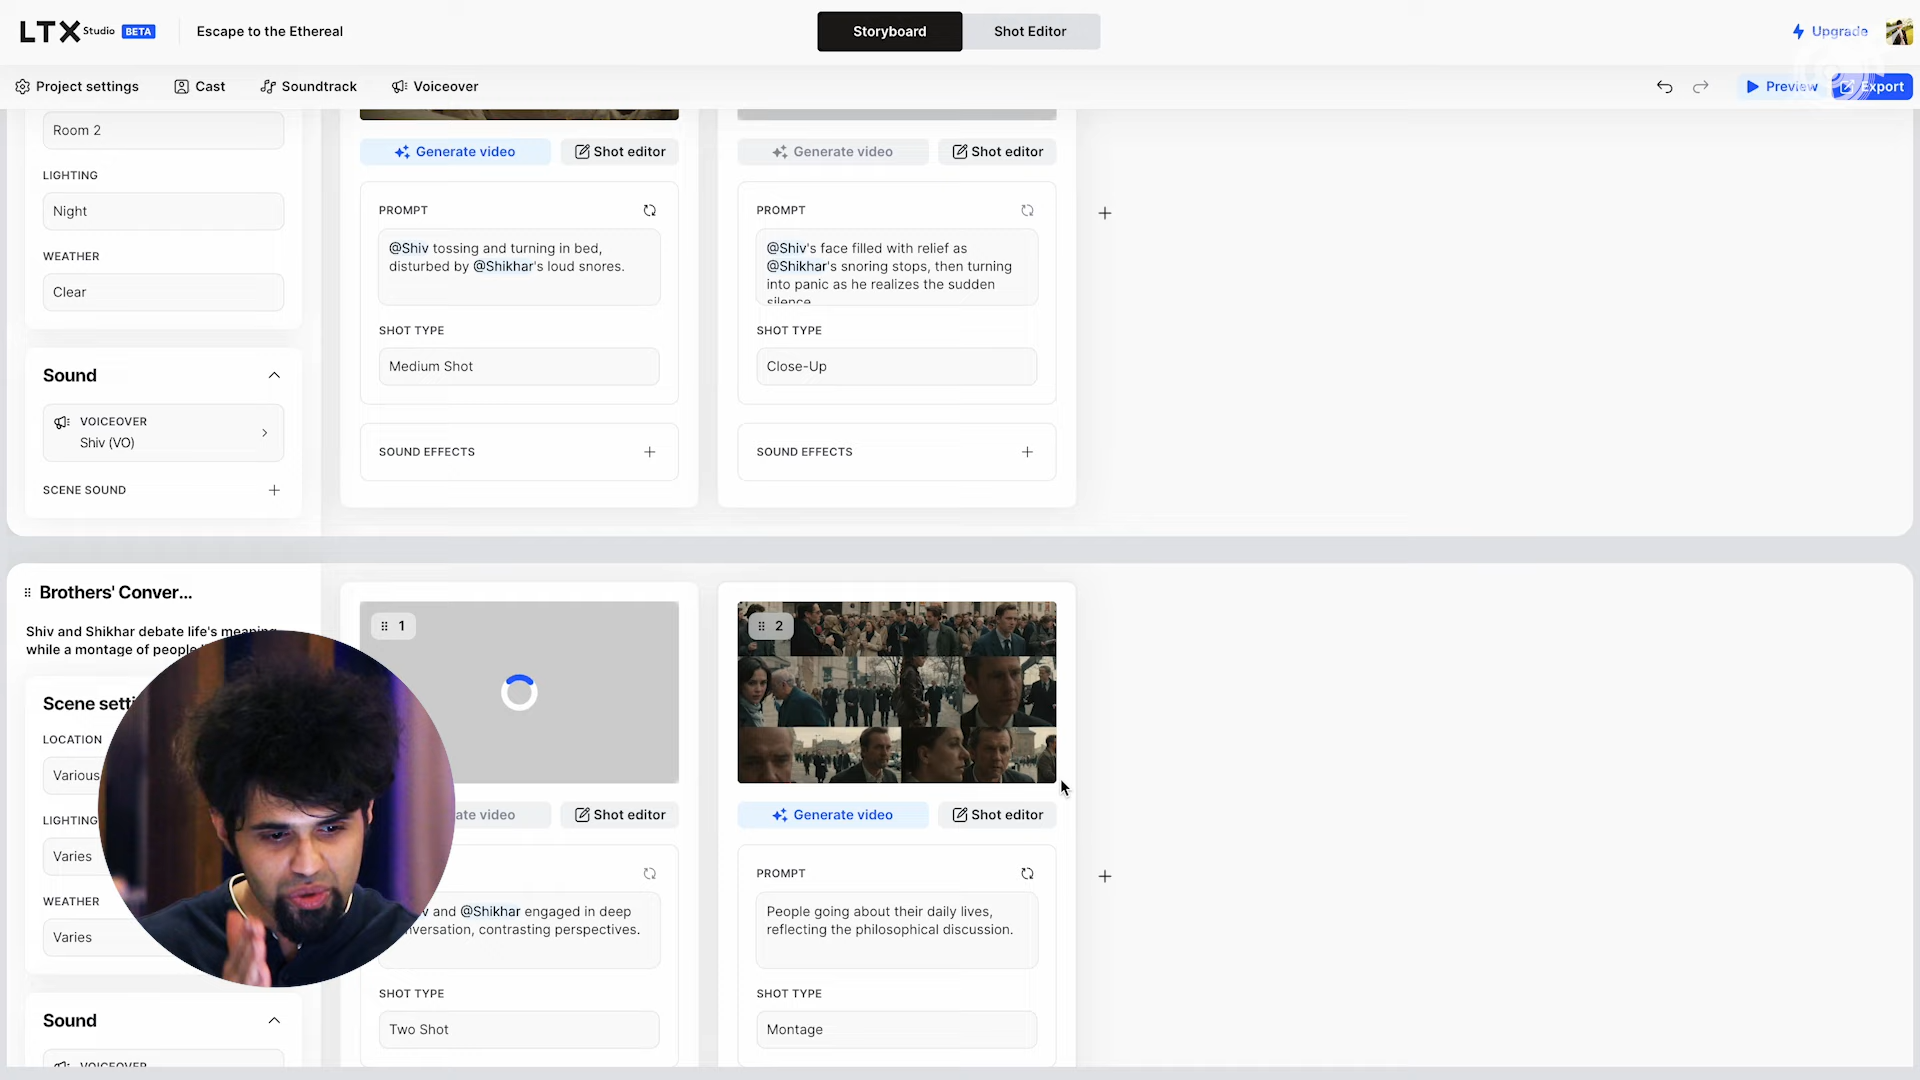 LTX Studio BETA
Escape to the Ethereal
Storyboard
Shot Editor
Upgrade
Project settings
Cast
Soundtrack
Voiceover
Preview
Export
Room 2
LIGHTING
Night
WEATHER
Clear
Sound
VOICEOVER
Shiv (VO)
SCENE SOUND
Generate video
Shot editor
PROMPT
@Shiv tossing and turning in bed,
disturbed by @Shikhar's loud snores.
SHOT TYPE
Medium Shot
SOUND EFFECTS
Generate video
Shot editor
PROMPT
@Shiv's face filled with relief as
@Shikhar's snoring stops, then turning
into panic as he realizes the sudden
silence
SHOT TYPE
Close-Up
SOUND EFFECTS
Brothers' Conver...
Shiv and Shikhar debate life's meaning
while a montage of people
Scene setti
LOCATION
Various
LIGHTING
Varies
WEATHER
Varies
Sound
VOICEOVER
1
ate video
Shot editor
and @Shikhar engaged in deep
nversation, contrasting perspectives.
SHOT TYPE
Two Shot
2
Generate video
Shot editor
PROMPT
People going about their daily lives,
reflecting the philosophical discussion.
SHOT TYPE
Montage